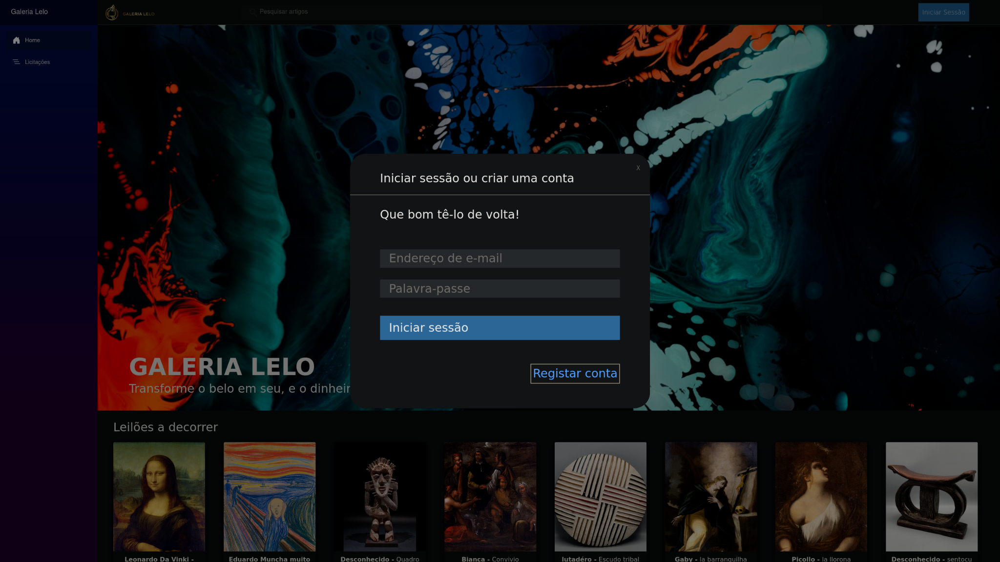 Galeria Lelo
GALERIA LELO
Pesquisar artigos
Iniciar Sessão
Home
Licitações
X
Iniciar sessão ou criar uma conta
Que bom tê-lo de volta!
Endereço de e-mail
Palavra-passe
Iniciar sessão
Registar conta
GALERIA LELO
Transforme o belo em seu, e o
Leilões a decorrer
Leonardo Da Vinki -
Eduardo Muncha muito
Desconhecido - Quadro
Bianca - Convivio
Jutadéro - Escudo tribal
Gaby - la barranquilha
Picollo - la llorona
Desconhecido - sentocu